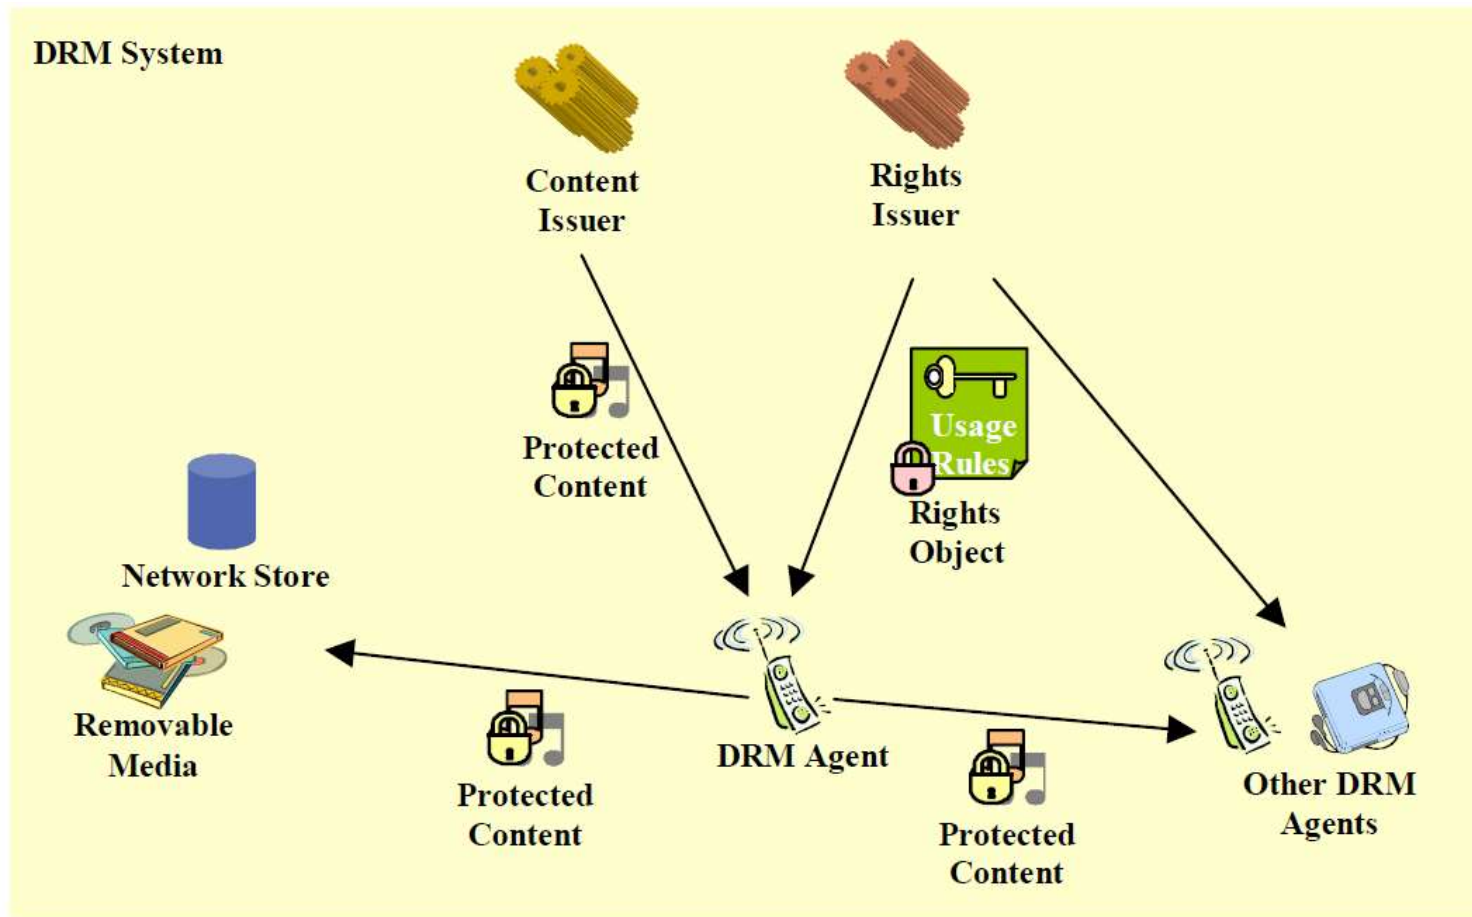 DRM System
Content
Issuer
Rights
Issuer
Protected
Content
Usage
Rules
Rights
Object
Network Store
Removable
Media
Protected
Content
DRM Agent
Protected
Content
Other DRM
Agents